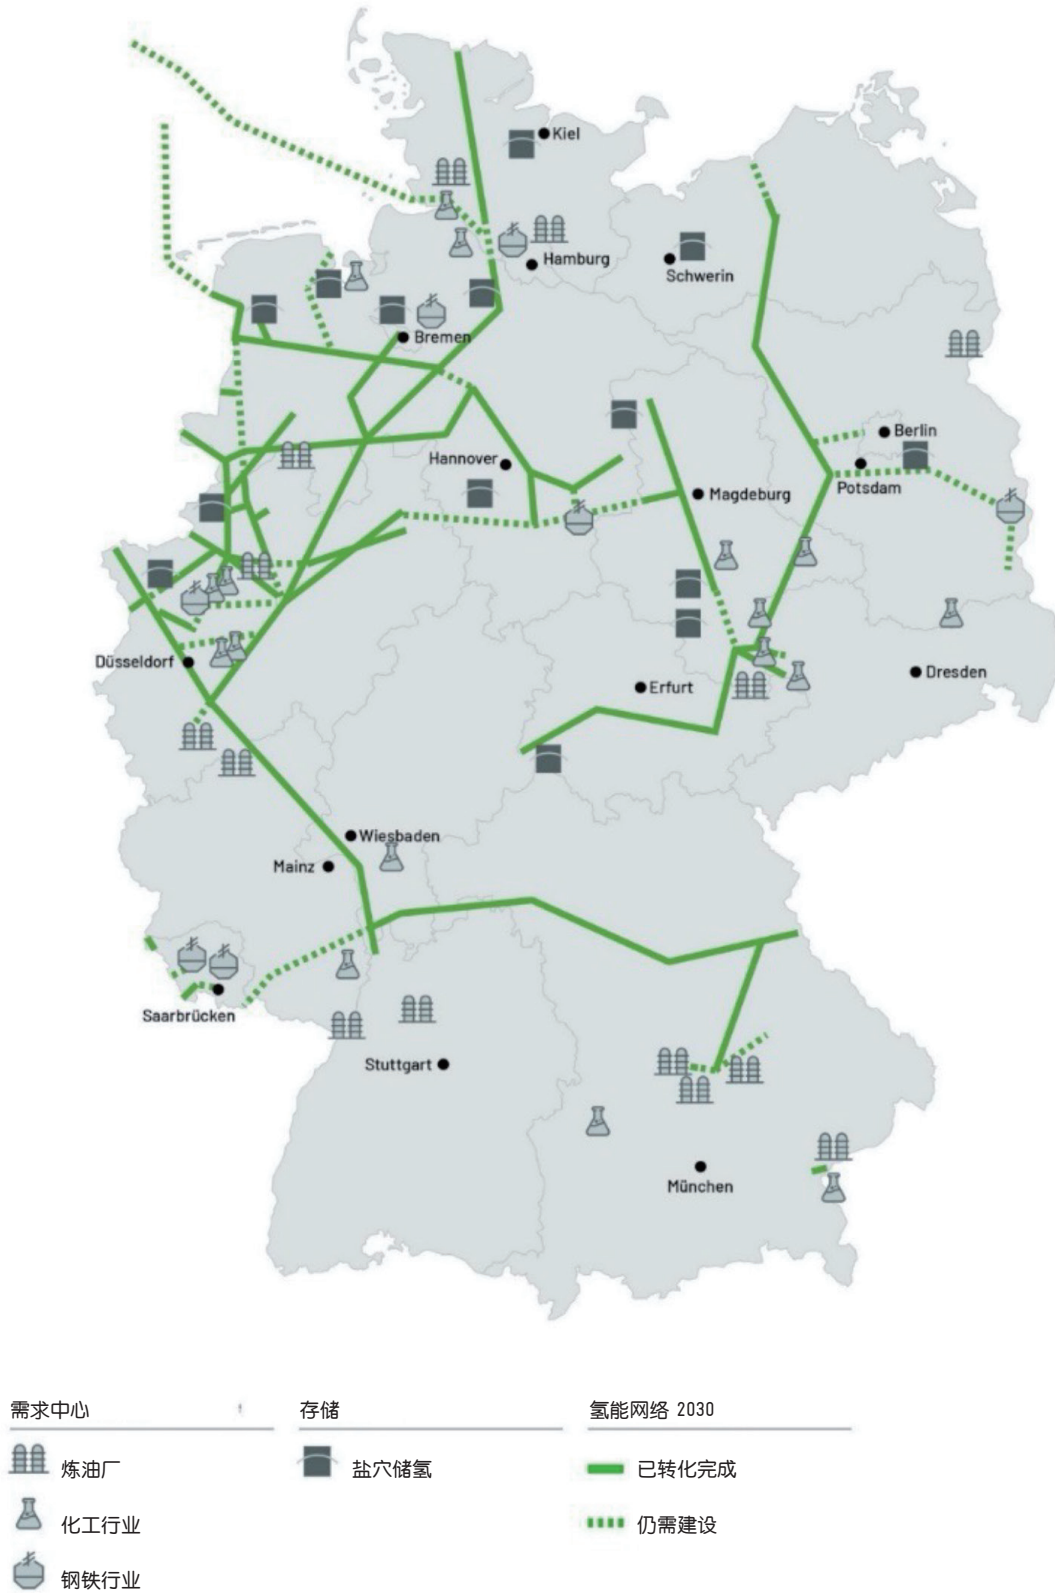 Kiel
Hamburg
Schwerin
Bremen
Berlin
Hannover
Potsdam
Magdeburg
Düsseldorf
Erfurt
Dresden
Wiesbaden
Mainz
Saarbrücken
Stuttgart
München
需求中心
存储
氢能网络 2030
炼油厂
盐穴储氢
已转化完成
化工行业
仍需建设
钢铁行业